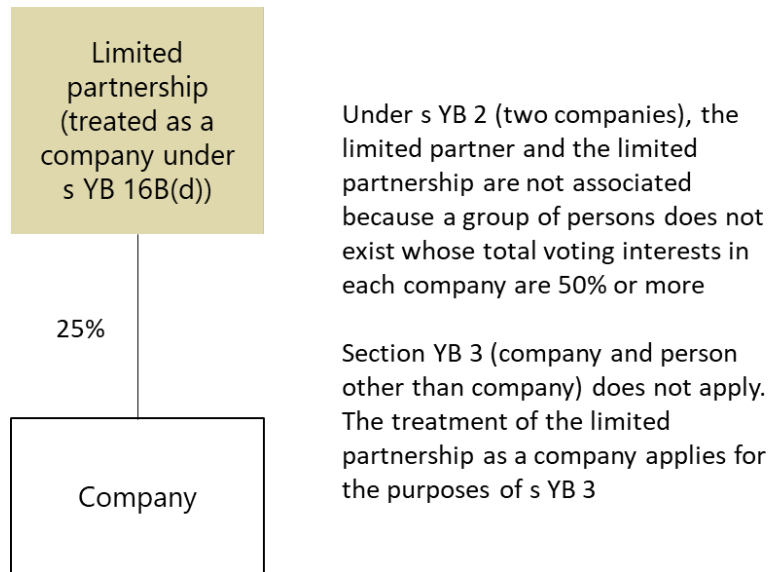 Limited
partnership
(treated as a
company under
s YB 16B(d))
Under s YB 2 (two companies), the
limited partner and the limited
partnership are not associated
because a group of persons does not
exist whose total voting interests in
each company are 50% or more
25%
Section YB 3 (company and person
other than company) does not apply.
The treatment of the limited
partnership as a company applies for
the purposes of s YB 3
Company